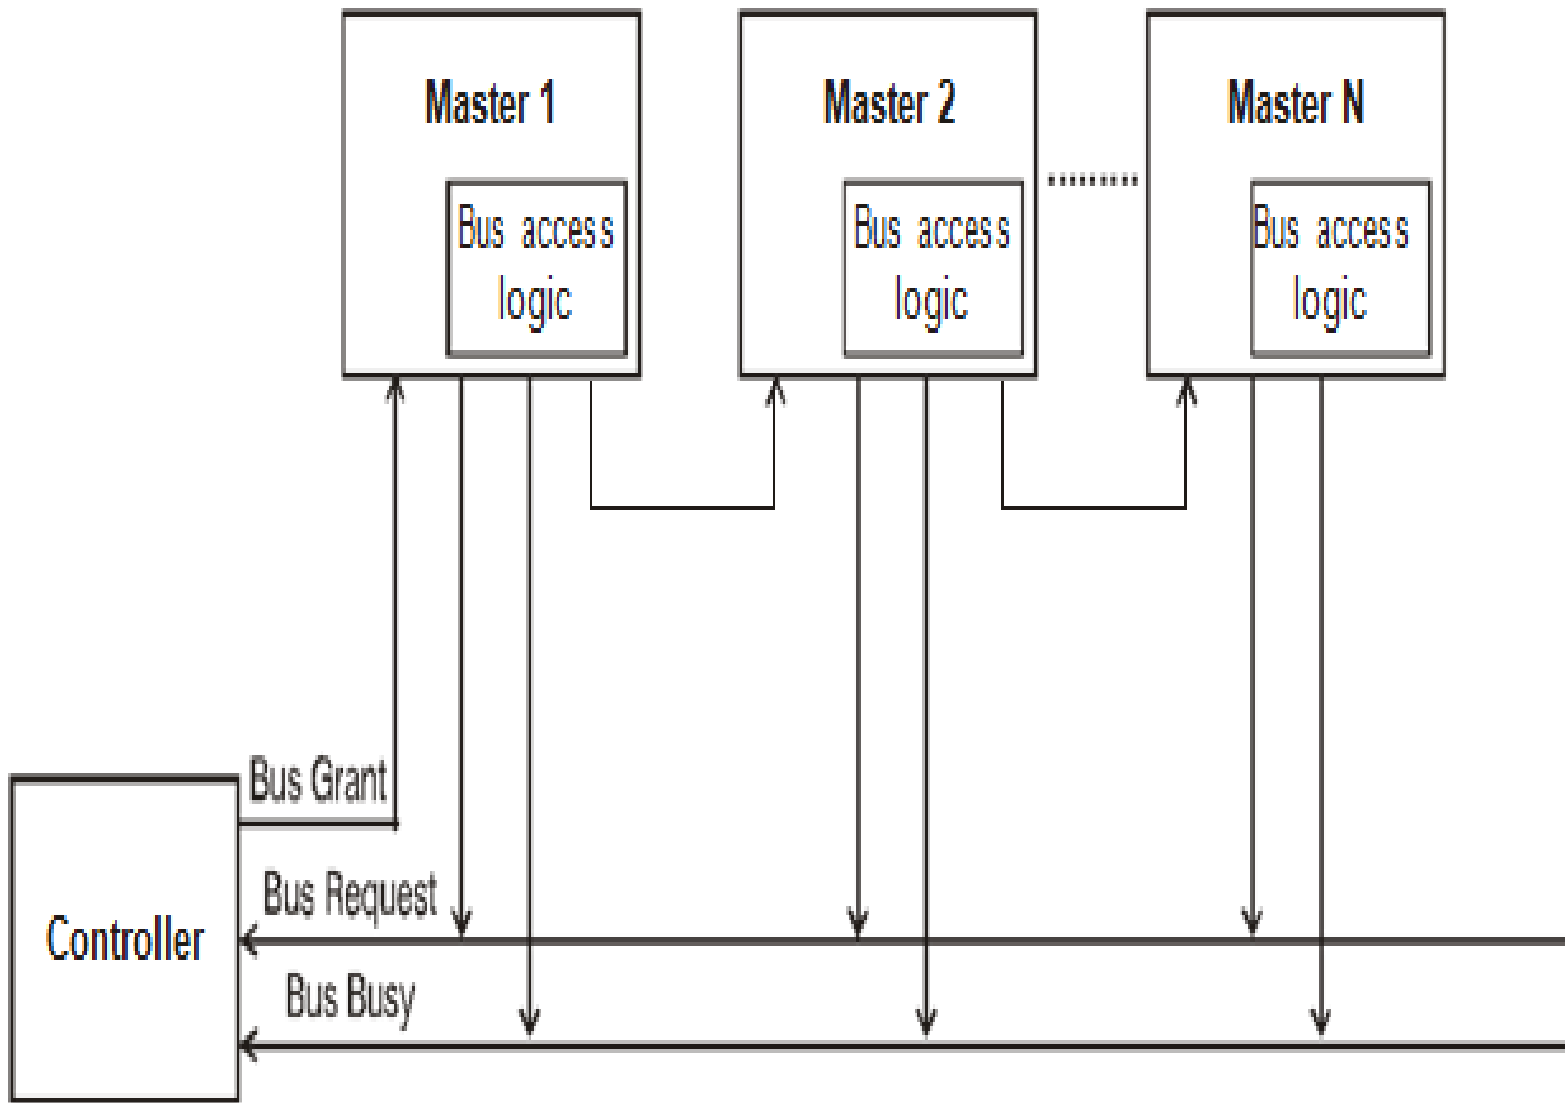 Master 1
Master 2
Master N
Bus access
logic
Bus access
logic
Bus access
logic
Bus Grant
Bus Request
Controller
Bus Busy